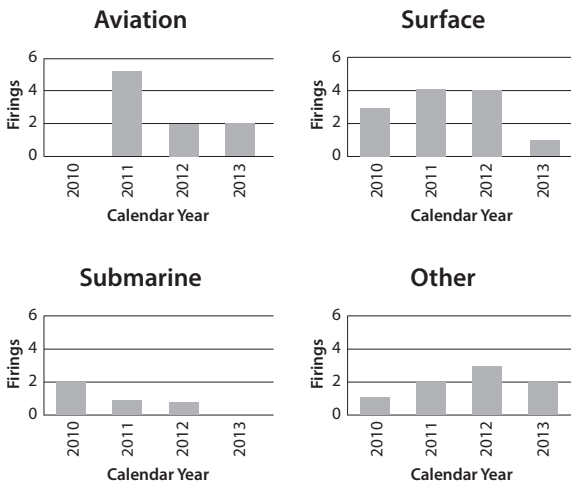 Aviation
Firings
6
4
2
0
2010
2011
2012
2013
Calendar Year
Surface
Firings
6
4
2
0
2010
2011
2012
2013
Calendar Year
Submarine
Firings
6
4
2
0
2010
2011
2012
2013
Calendar Year
Other
Firings
6
4
2
0
2010
2011
2012
2013
Calendar Year